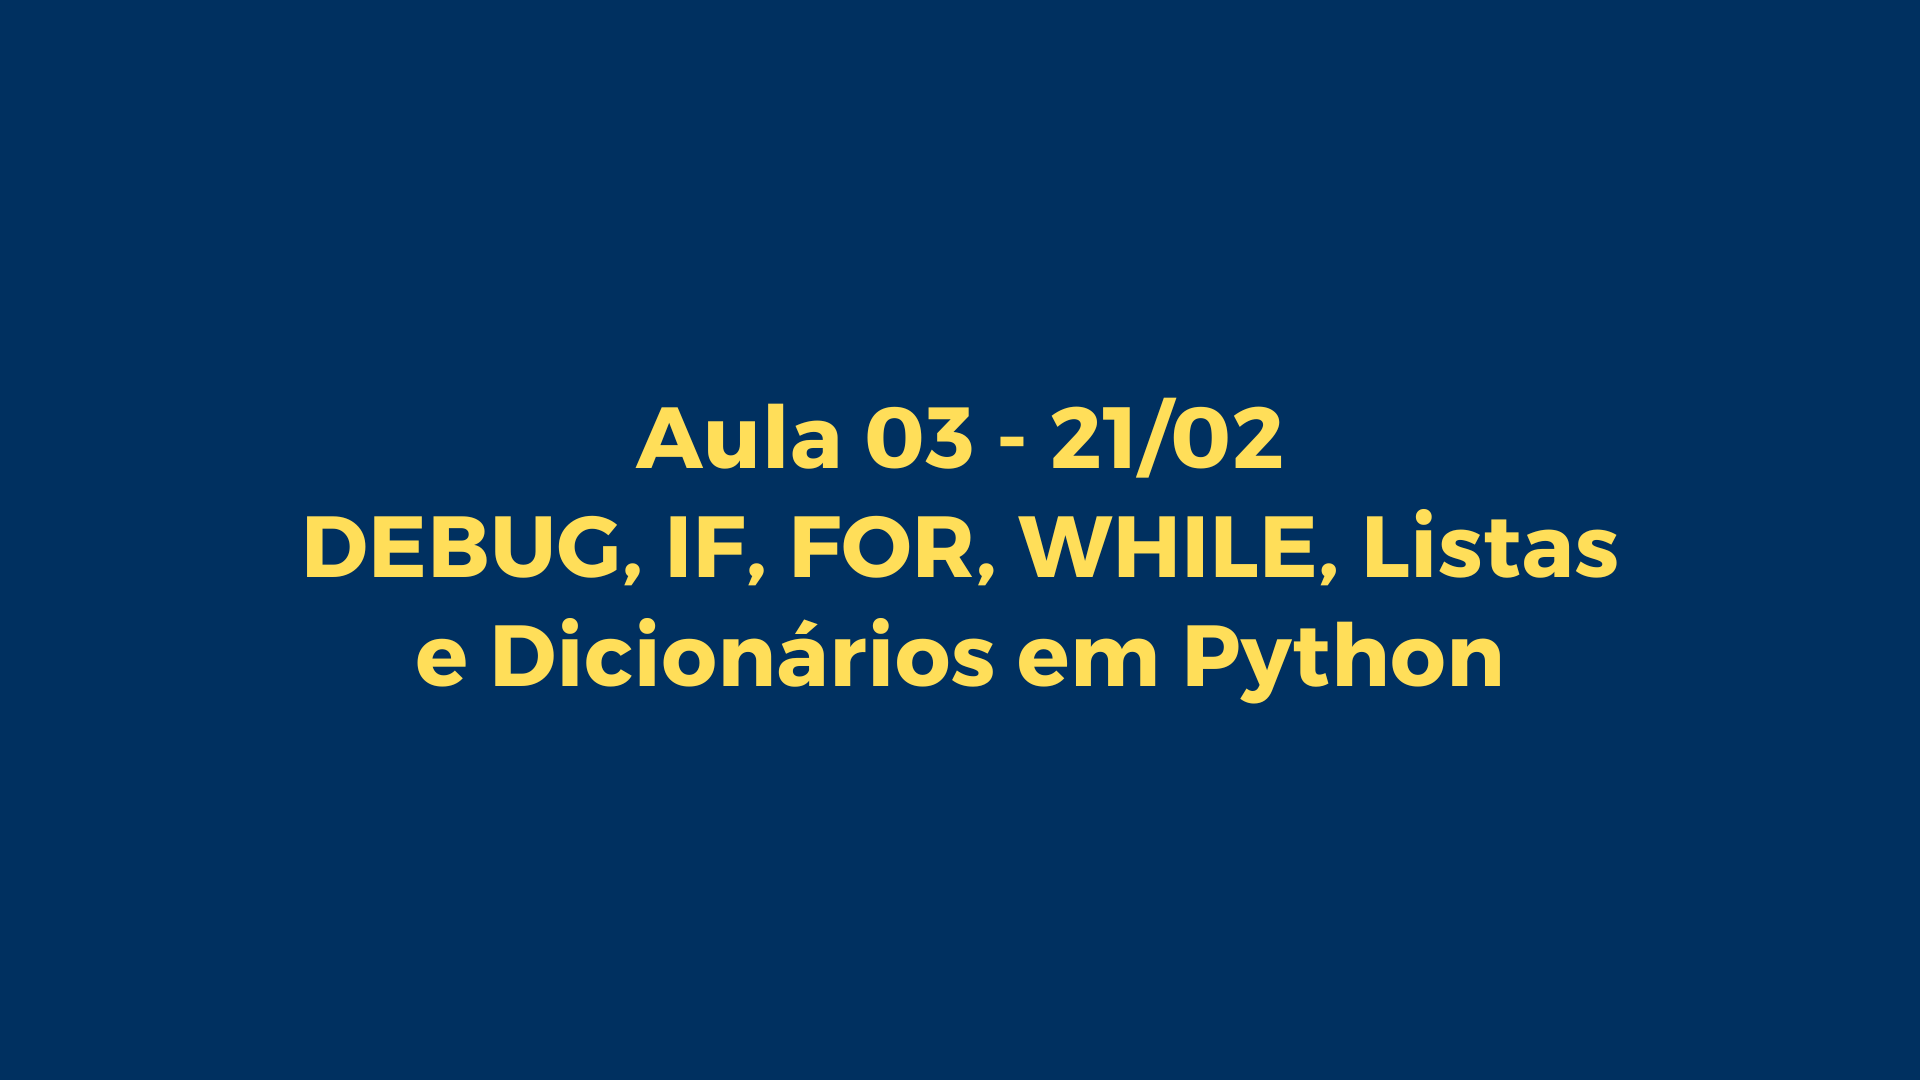 Aula 03 - 21/02
DEBUG, IF, FOR, WHILE, Listas
e Dicionários em Python